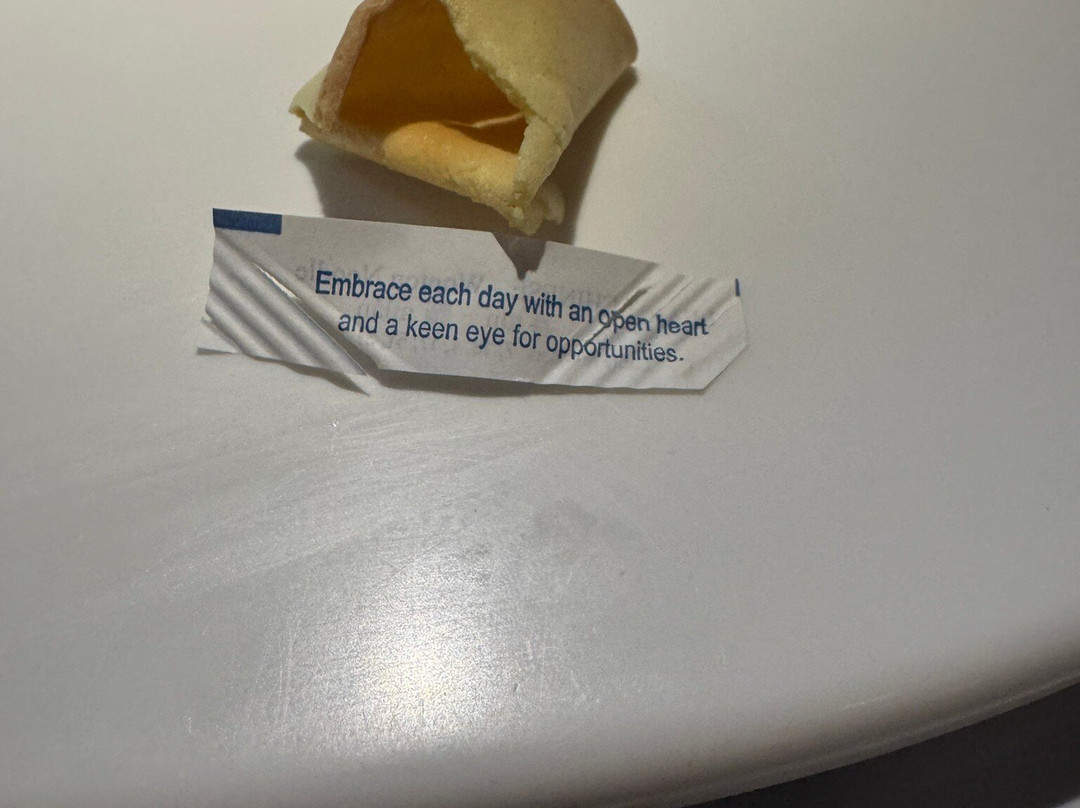 Embrace each day with an open heart
and a keen eye for opportunities.